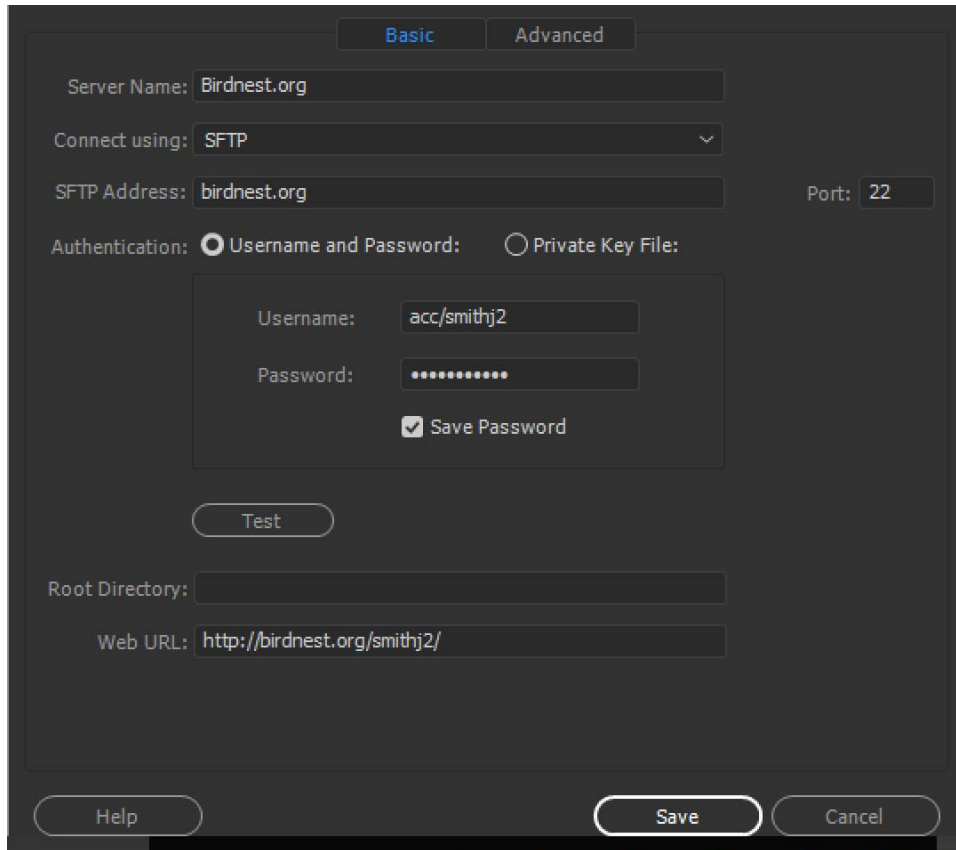 Basic Advanced
Server Name: Birdnest.org
Connect using: SFTP
SFTP Address: birdnest.org Port: 22
Authentication: Username and Password: Private Key File:
Username: acc/smithj2
Password: •••••••••••
Save Password
Test
Root Directory:
Web URL: http://birdnest.org/smithj2/
Help Save Cancel